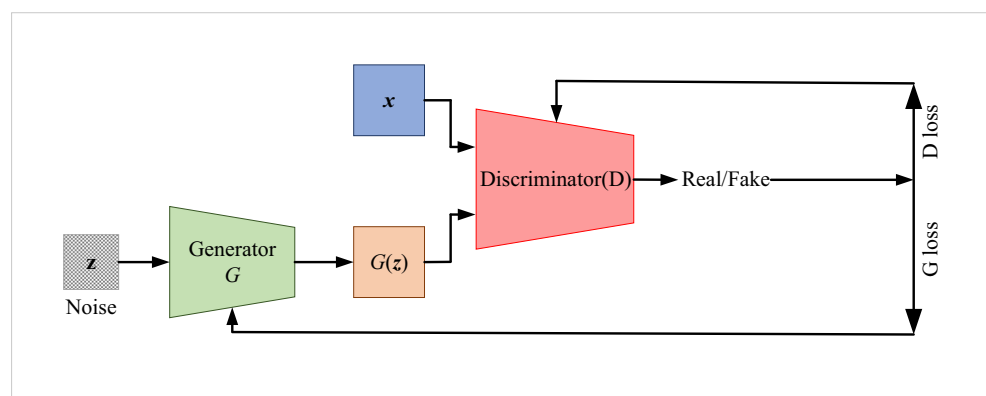 x
Discriminator(D)
Real/Fake
D loss
G loss
z
Noise
Generator
G
G(z)